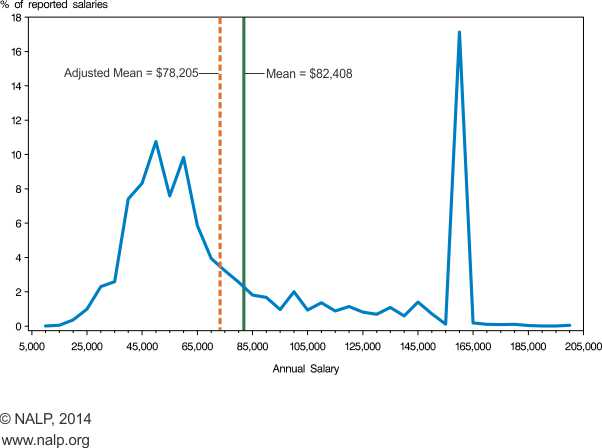 % of reported salaries
18
16
14
12
10
8
6
4
2
0
Adjusted Mean = $78,205
Mean = $82,408
5,000 25,000 45,000 65,000 85,000 105,000 125,000 145,000 165,000 185,000 205,000
Annual Salary
© NALP, 2014
www.nalp.org